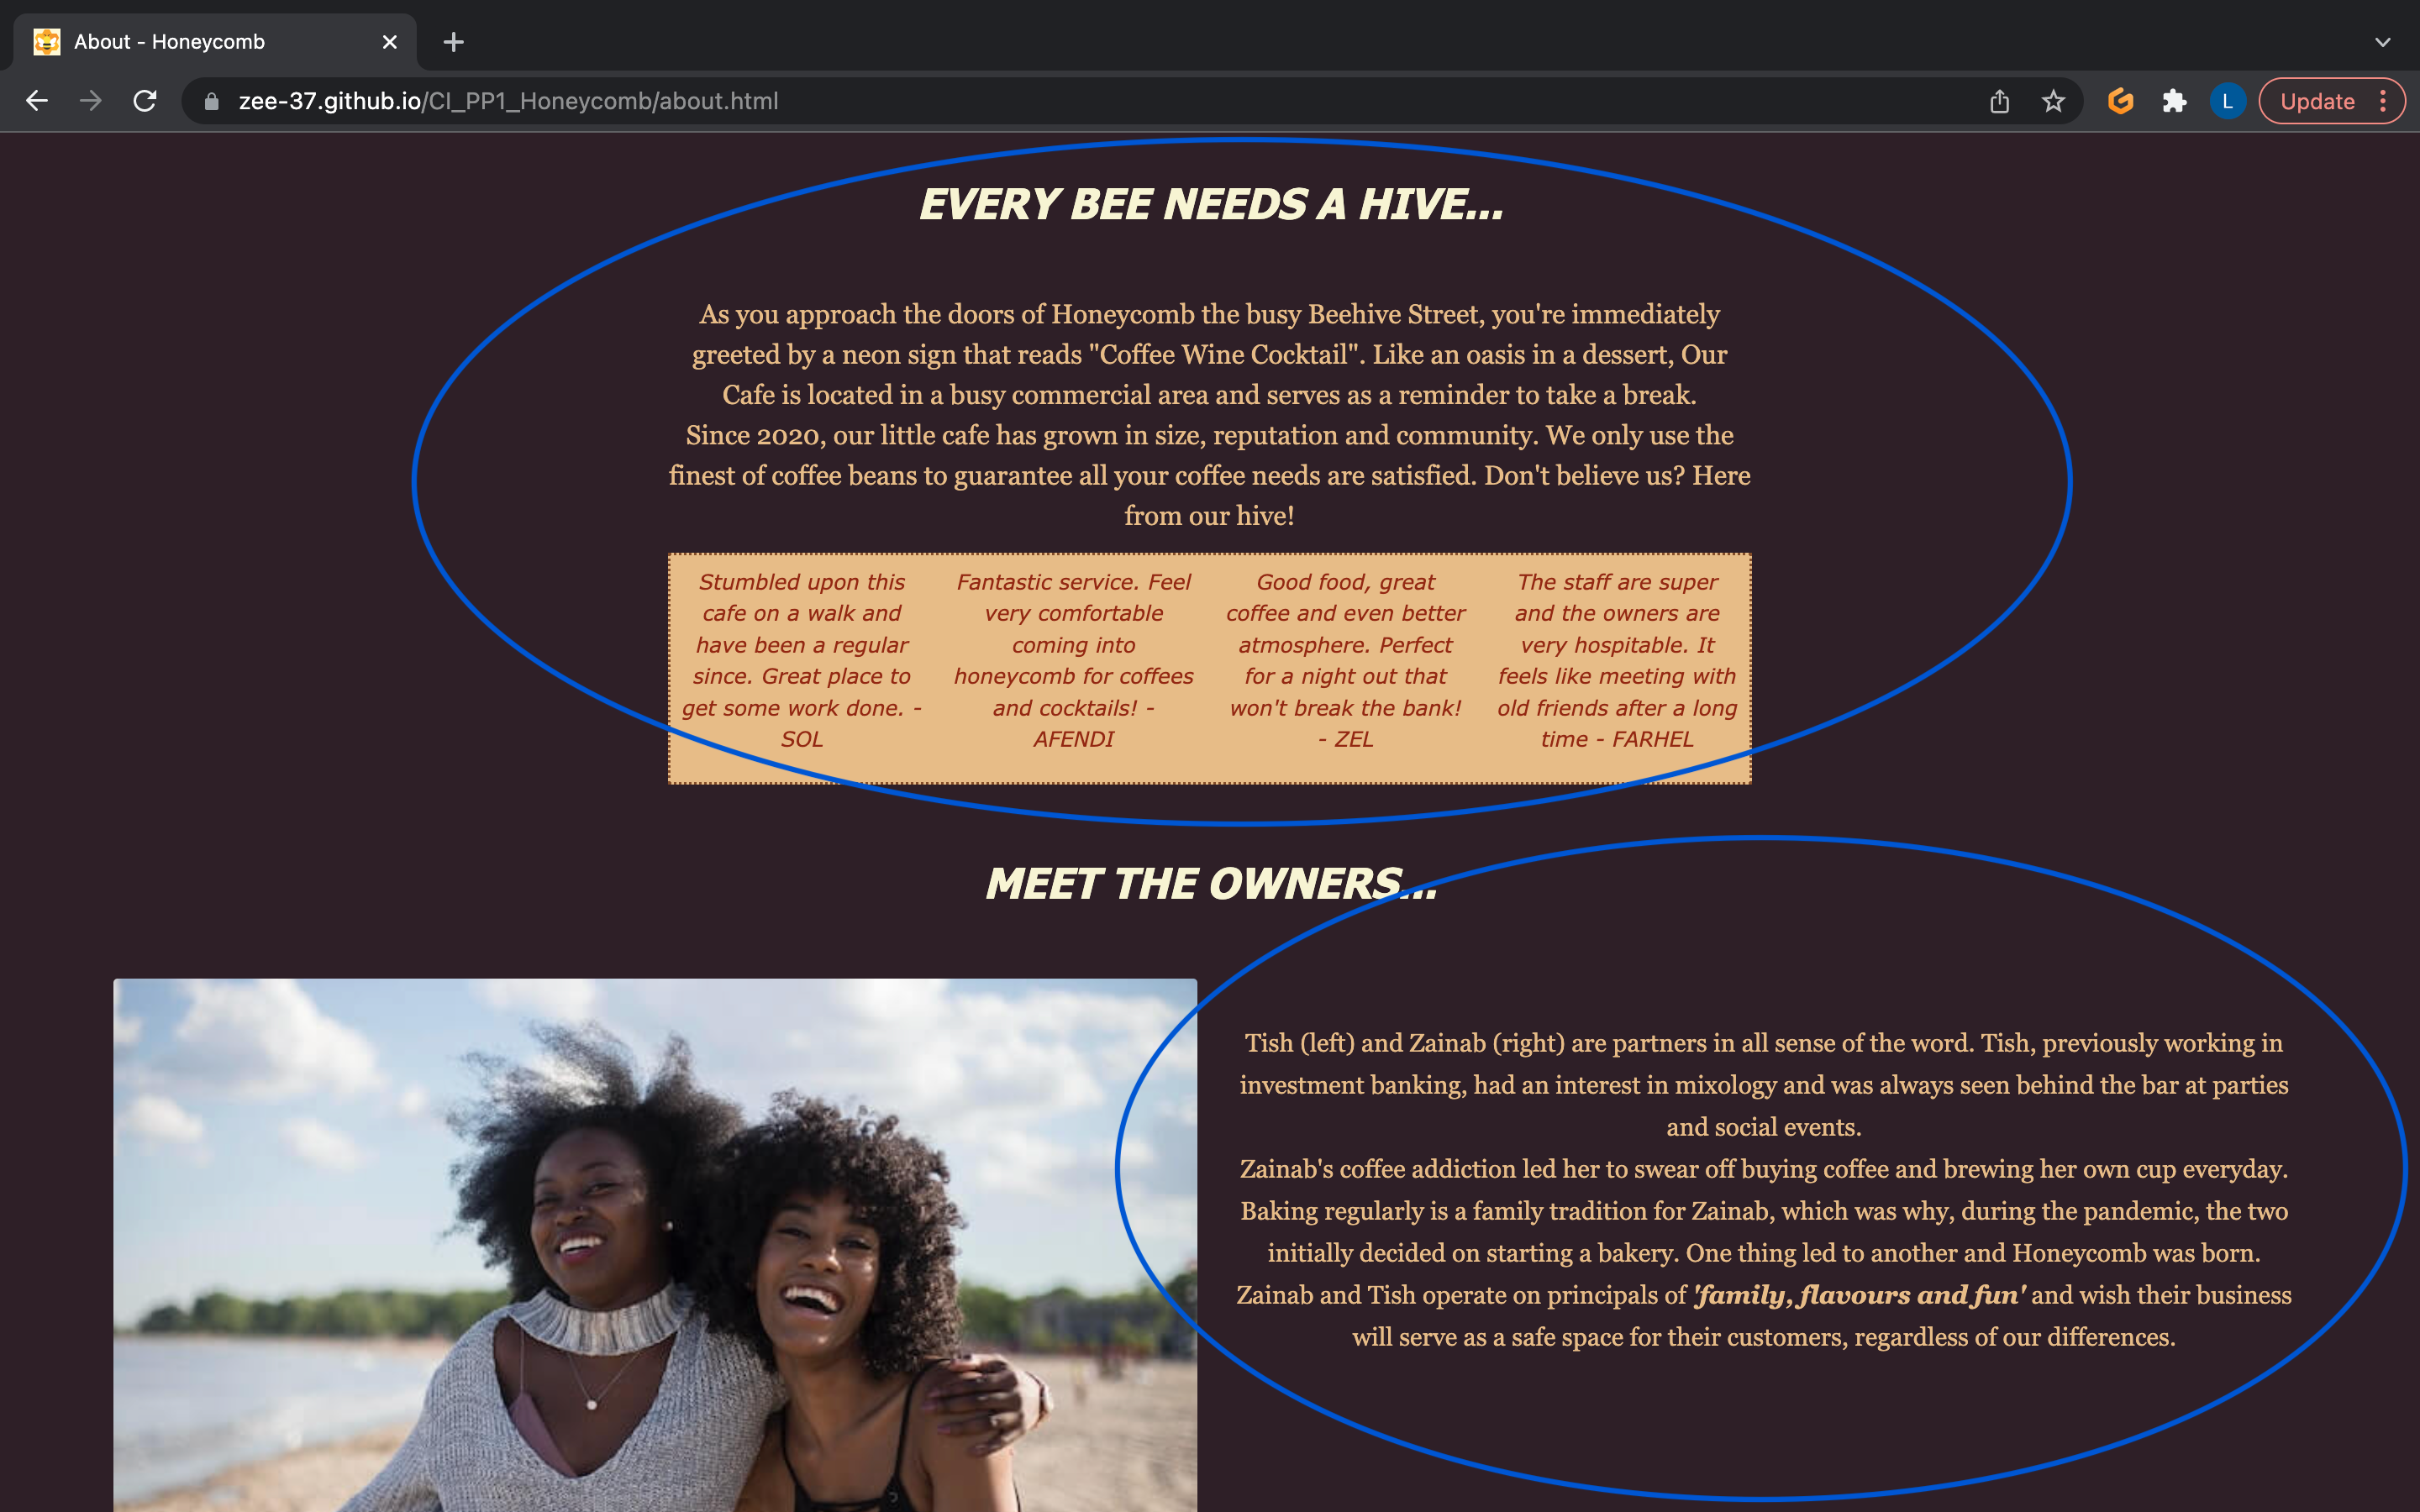 About - Honeycomb
zee-37.github.io/CI_PP1_Honeycomb/about.html
L
Update
EVERY BEE NEEDS A HIVE...
As you approach the doors of Honeycomb the busy Beehive Street, you're immediately
greeted by a neon sign that reads "Coffee Wine Cocktail". Like an oasis in a dessert, Our
Cafe is located in a busy commercial area and serves as a reminder to take a break.
Since 2020, our little cafe has grown in size, reputation and community. We only use the
finest of coffee beans to guarantee all your coffee needs are satisfied. Don't believe us? Here
from our hive!
Stumbled upon this
cafe on a walk and
have been a regular
since. Great place to
get some work done. -
SOL
Fantastic service. Feel
very comfortable
coming into
honeycomb for coffees
and cocktails! -
AFENDI
Good food, great
coffee and even better
atmosphere. Perfect
for a night out that
won't break the bank!
- ZEL
The staff are super
and the owners are
very hospitable. It
feels like meeting with
old friends after a long
time - FARHEL
MEET THE OWNERS...
Tish (left) and Zainab (right) are partners in all sense of the word. Tish, previously working in
investment banking, had an interest in mixology and was always seen behind the bar at parties
and social events.
Zainab's coffee addiction led her to swear off buying coffee and brewing her own cup everyday.
Baking regularly is a family tradition for Zainab, which was why, during the pandemic, the two
initially decided on starting a bakery. One thing led to another and Honeycomb was born.
Zainab and Tish operate on principals of 'family, flavours and fun' and wish their business
will serve as a safe space for their customers, regardless of our differences.